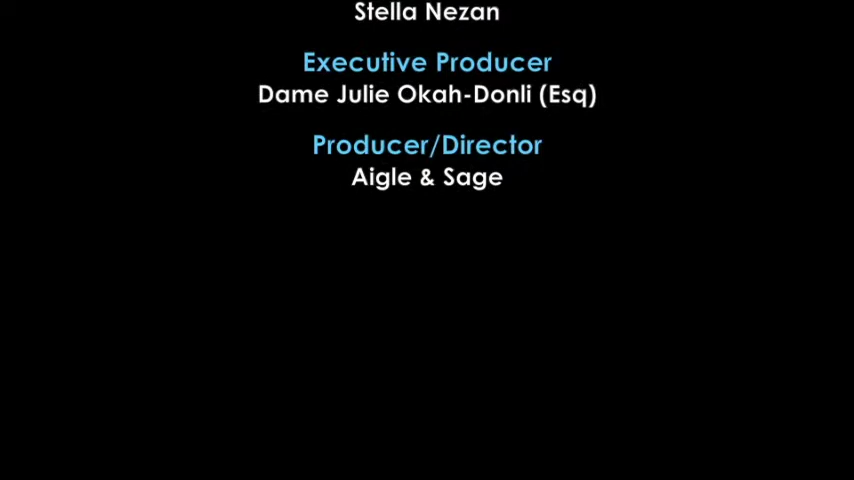 Stella Nezan
Executive Producer
Dame Julie Okah-Donli (Esq)
Producer/Director
Aigle & Sage